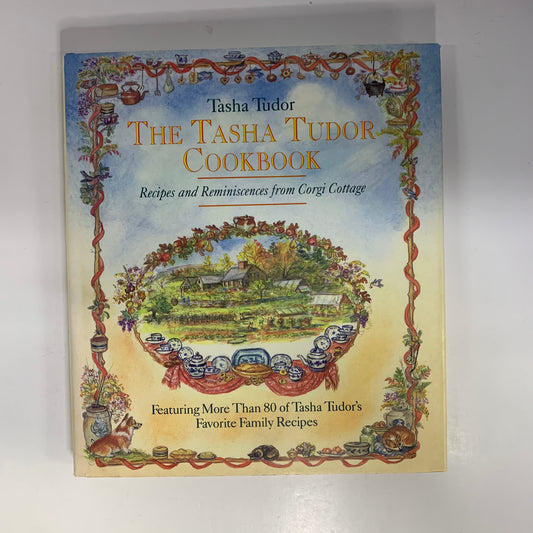 Tasha Tudor
THE TASHA TUDOR
COOKBOOK
Recipes and Reminiscences from Corgi Cottage
Featuring More Than 80 of Tasha Tudor's
Favorite Family Recipes